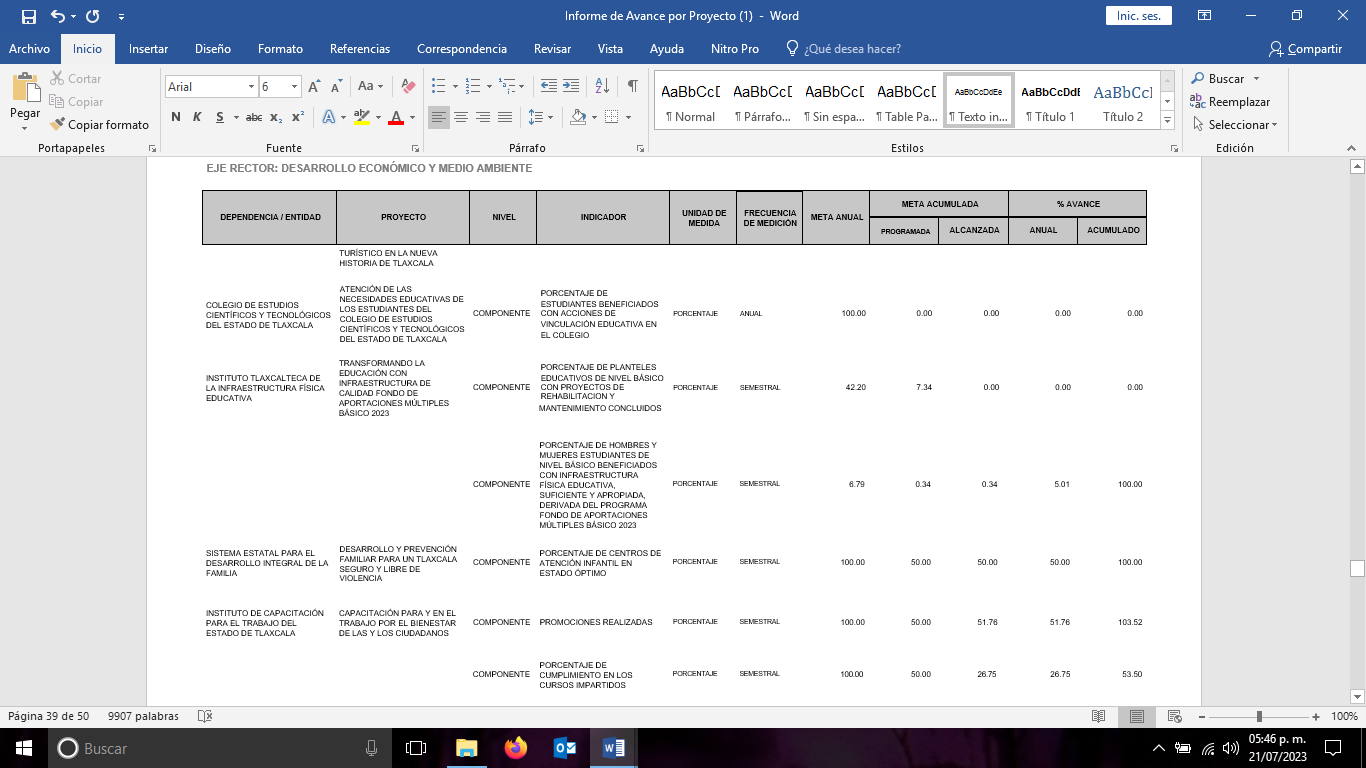 Informe de Avance por Proyecto (1) - Word
Inic. ses.
Archivo Inicio Insertar Diseño Formato Referencias Correspondencia Revisar Vista Ayuda Nitro Pro ¿Qué desea hacer? Compartir
Pegar
Cortar
Copiar
Copiar formato
Portapapeles
Arial 6
N K S abc x₂ x²
Fuente
Párrafo
AaBbCcD AaBbCcD AaBbCcD AaBbCcD AaBbCcDdEe AaBbCcDdE AaBbCcI
¶ Normal ¶ Párrafo... ¶ Sin espa... ¶ Table Pa... ¶ Texto in... ¶ Título 1 Título 2
Estilos
Buscar
Reemplazar
Seleccionar
Edición
EJE RECTOR: DESARROLLO ECONÓMICO Y MEDIO AMBIENTE
DEPENDENCIA / ENTIDAD PROYECTO NIVEL INDICADOR UNIDAD DE MEDIDA FRECUENCIA DE MEDICIÓN META ANUAL META ACUMULADA % AVANCE
PROGRAMADA ALCANZADA ANUAL ACUMULADO
TURÍSTICO EN LA NUEVA
HISTORIA DE TLAXCALA
COLEGIO DE ESTUDIOS
CIENTÍFICOS Y TECNOLÓGICOS
DEL ESTADO DE TLAXCALA
ATENCIÓN DE LAS
NECESIDADES EDUCATIVAS DE
LOS ESTUDIANTES DEL
COLEGIO DE ESTUDIOS
CIENTÍFICOS Y TECNOLÓGICOS
DEL ESTADO DE TLAXCALA
COMPONENTE
PORCENTAJE DE
ESTUDIANTES BENEFICIADOS
CON ACCIONES DE
VINCULACIÓN EDUCATIVA EN
EL COLEGIO
PORCENTAJE ANUAL 100.00 0.00 0.00 0.00 0.00
INSTITUTO TLAXCALTECA DE
LA INFRAESTRUCTURA FÍSICA
EDUCATIVA
TRANSFORMANDO LA
EDUCACIÓN CON
INFRAESTRUCTURA DE
CALIDAD FONDO DE
APORTACIONES MÚLTIPLES
BÁSICO 2023
COMPONENTE
PORCENTAJE DE PLANTELES
EDUCATIVOS DE NIVEL BÁSICO
CON PROYECTOS DE
REHABILITACION Y
MANTENIMIENTO CONCLUIDOS
PORCENTAJE SEMESTRAL 42.20 7.34 0.00 0.00 0.00
COMPONENTE
PORCENTAJE DE HOMBRES Y
MUJERES ESTUDIANTES DE
NIVEL BÁSICO BENEFICIADOS
CON INFRAESTRUCTURA
FÍSICA EDUCATIVA,
SUFICIENTE Y APROPIADA,
DERIVADA DEL PROGRAMA
FONDO DE APORTACIONES
MÚLTIPLES BÁSICO 2023
PORCENTAJE SEMESTRAL 6.79 0.34 0.34 5.01 100.00
SISTEMA ESTATAL PARA EL
DESARROLLO INTEGRAL DE LA
FAMILIA
DESARROLLO Y PREVENCIÓN
FAMILIAR PARA UN TLAXCALA
SEGURO Y LIBRE DE
VIOLENCIA
COMPONENTE
PORCENTAJE DE CENTROS DE
ATENCIÓN INFANTIL EN
ESTADO ÓPTIMO
PORCENTAJE SEMESTRAL 100.00 50.00 50.00 50.00 100.00
INSTITUTO DE CAPACITACIÓN
PARA EL TRABAJO DEL
ESTADO DE TLAXCALA
CAPACITACIÓN PARA Y EN EL
TRABAJO POR EL BIENESTAR
DE LAS Y LOS CIUDADANOS
COMPONENTE
PROMOCIONES REALIZADAS
PORCENTAJE SEMESTRAL 100.00 50.00 51.76 51.76 103.52
COMPONENTE
PORCENTAJE DE
CUMPLIMIENTO EN LOS
CURSOS IMPARTIDOS
PORCENTAJE SEMESTRAL 100.00 50.00 26.75 26.75 53.50
Página 39 de 50 9907 palabras 100%
Buscar
05:46 p. m.
21/07/2023